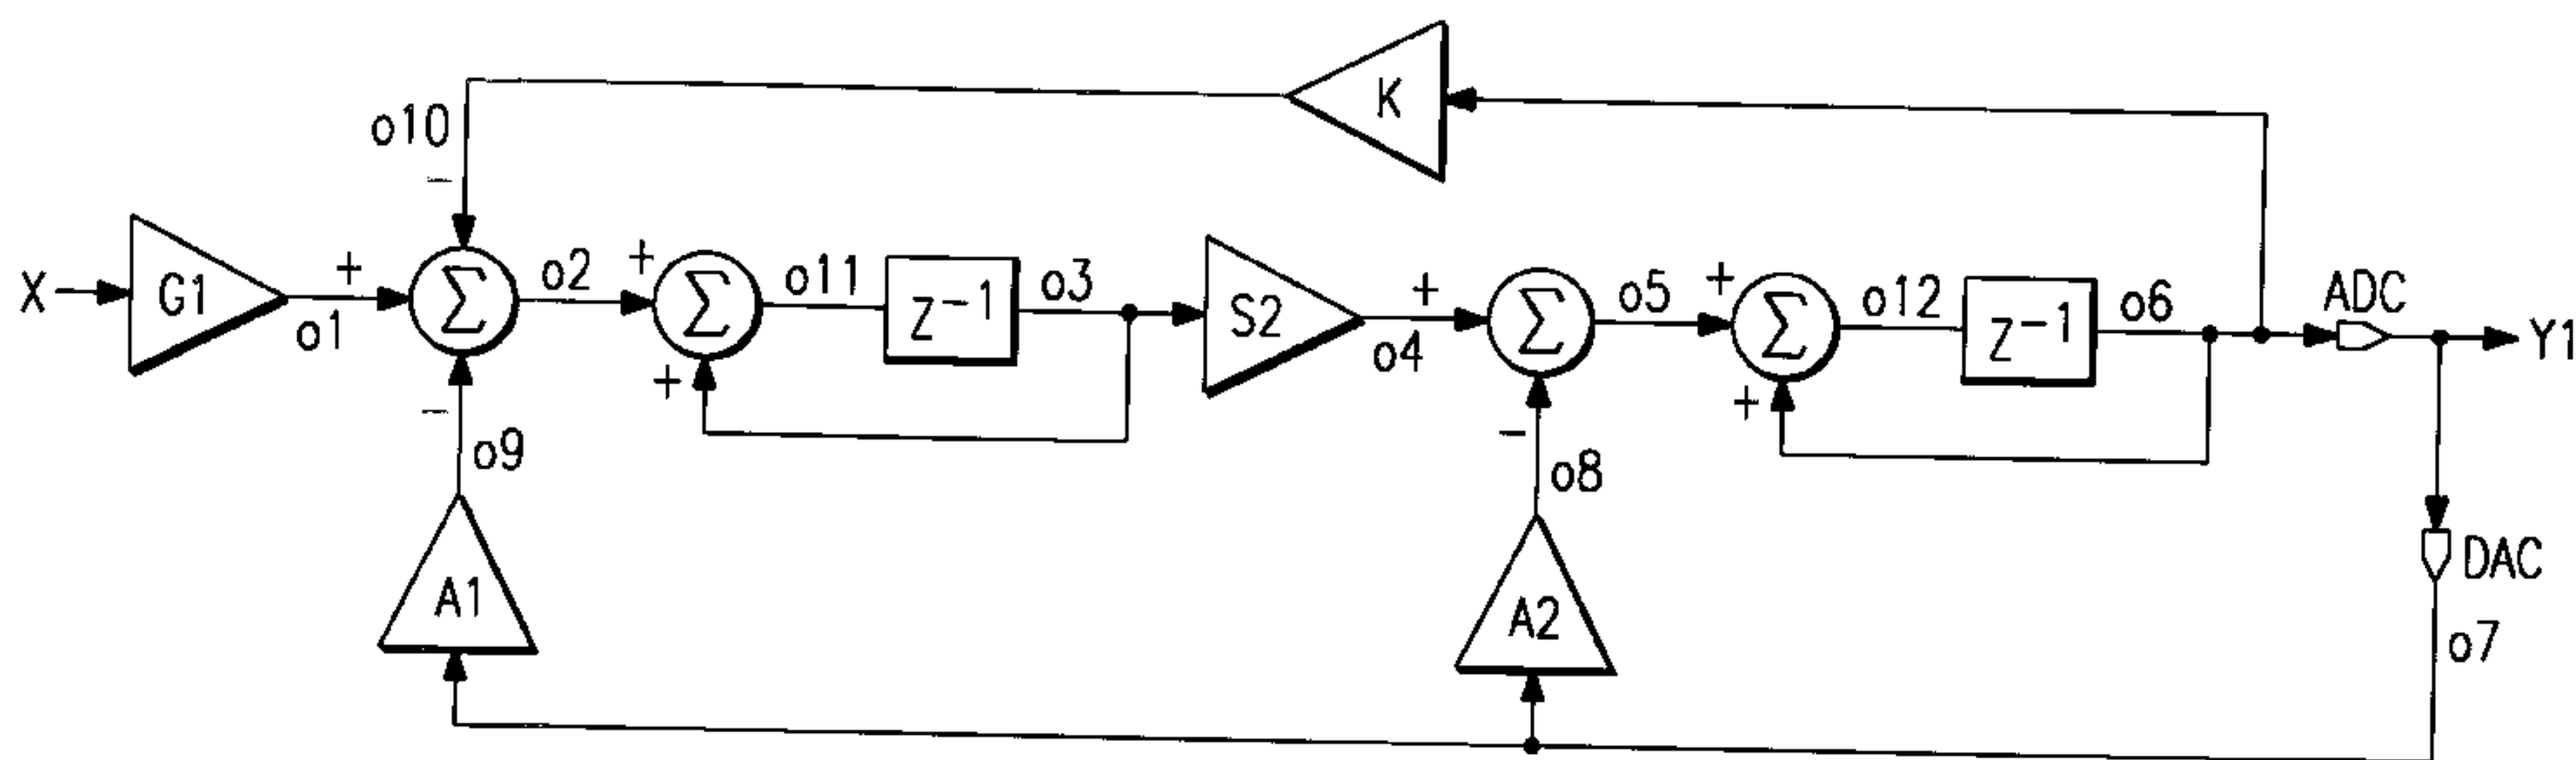 K
o10
−
X
G1
+
o1
Σ
o2
+
Σ
+
o11
Z⁻¹
o3
S2
+
o4
Σ
o5
+
Σ
+
o12
Z⁻¹
o6
ADC
Y1
−
o9
A1
−
o8
A2
DAC
o7